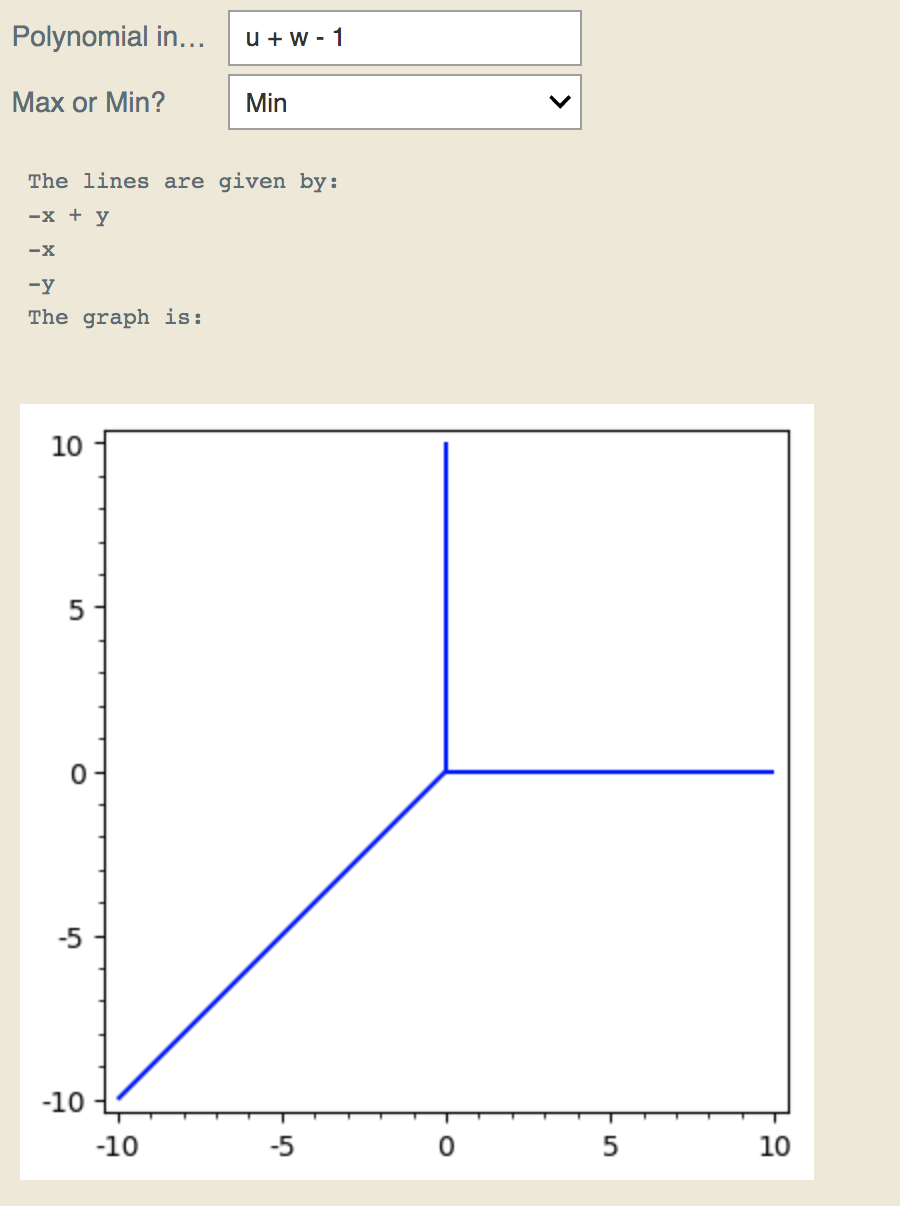 Polynomial in... u + w - 1
Max or Min? Min
The lines are given by:
-x + y
-x
-y
The graph is:
10
5
0
-5
-10
-10 -5 0 5 10